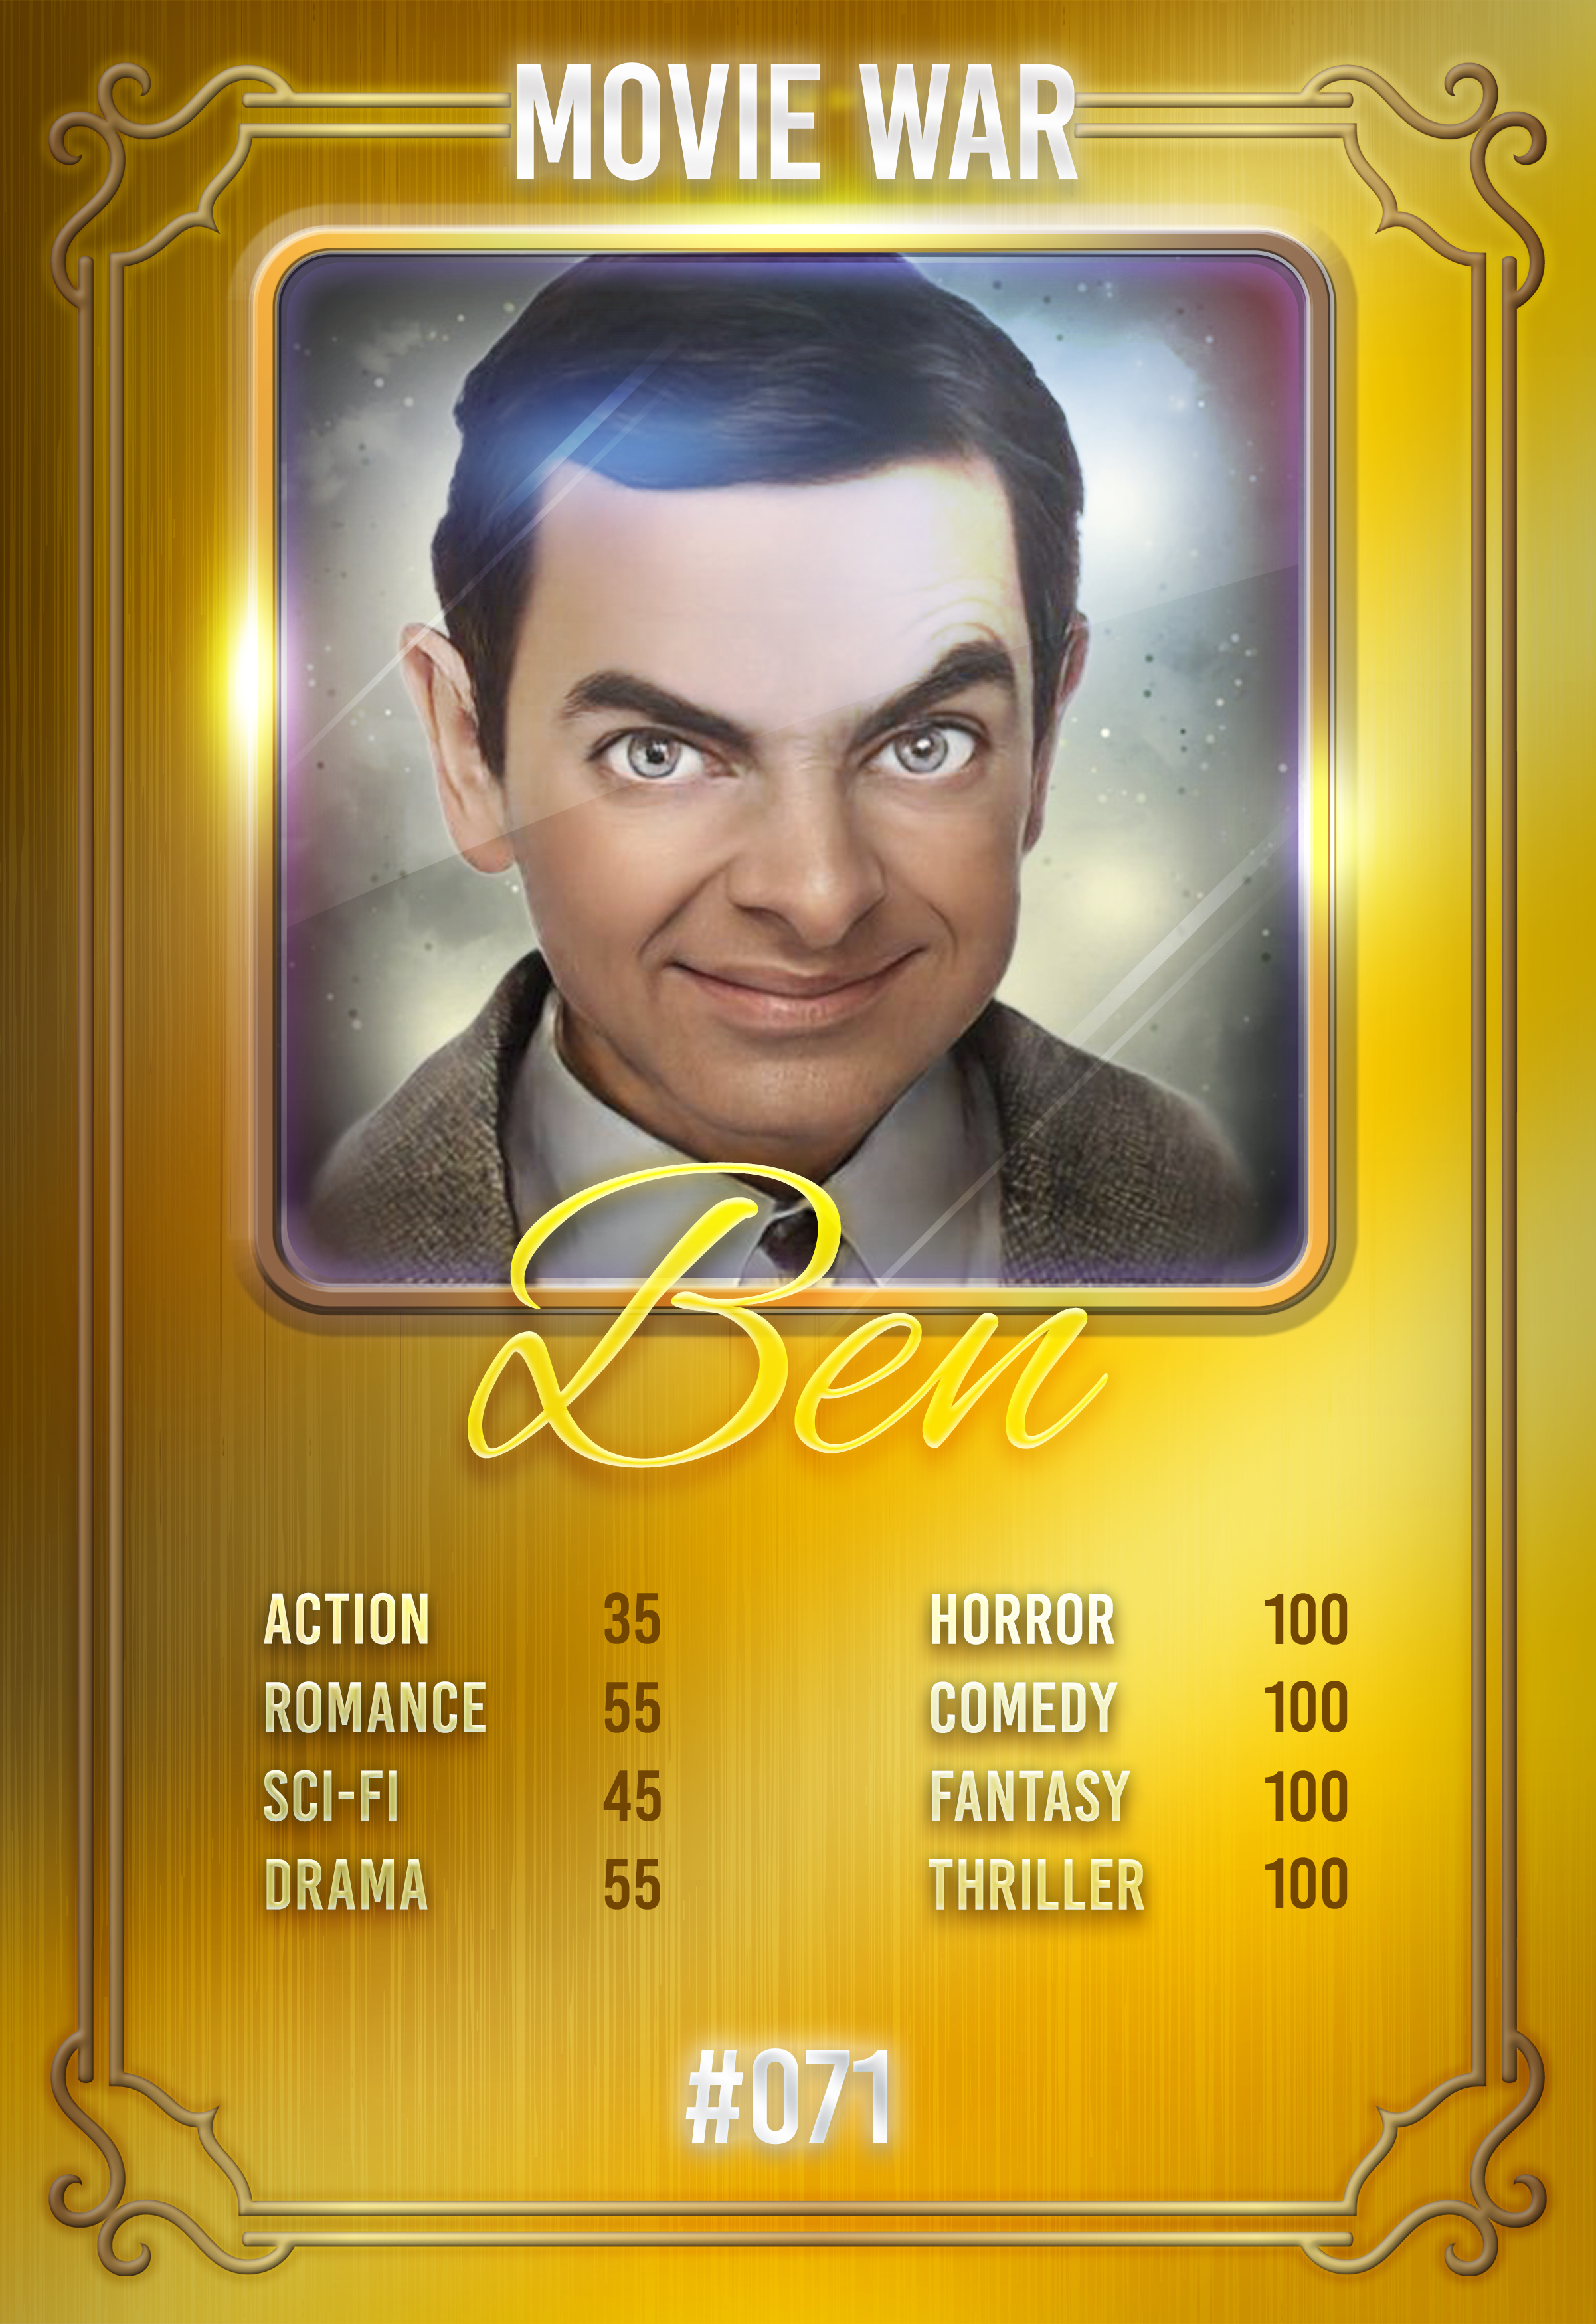 MOVIE WAR
Ben
ACTION 35 HORROR 100
ROMANCE 55 COMEDY 100
SCI-FI 45 FANTASY 100
DRAMA 55 THRILLER 100
#071